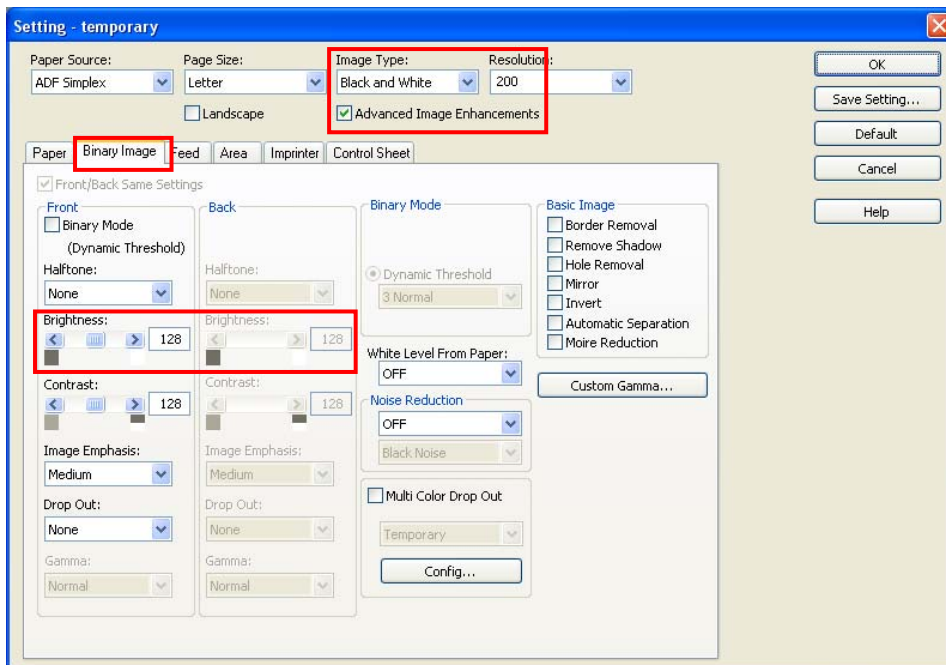 Setting - temporary
Paper Source: Page Size: Image Type: Resolution:
ADF Simplex Letter Black and White 200
Landscape Advanced Image Enhancements
OK
Save Setting...
Default
Cancel
Help
Paper Binary Image Feed Area Imprinter Control Sheet
Front/Back Same Settings
Front
Binary Mode
(Dynamic Threshold)
Halftone:
None
Brightness:
128
Contrast:
128
Image Emphasis:
Medium
Drop Out:
None
Gamma:
Normal
Back
Halftone:
None
Brightness:
128
Contrast:
128
Image Emphasis:
Medium
Drop Out:
None
Gamma:
Normal
Binary Mode
Dynamic Threshold
3 Normal
White Level From Paper:
OFF
Noise Reduction
OFF
Black Noise
Multi Color Drop Out
Temporary
Config...
Basic Image
Border Removal
Remove Shadow
Hole Removal
Mirror
Invert
Automatic Separation
Moire Reduction
Custom Gamma...